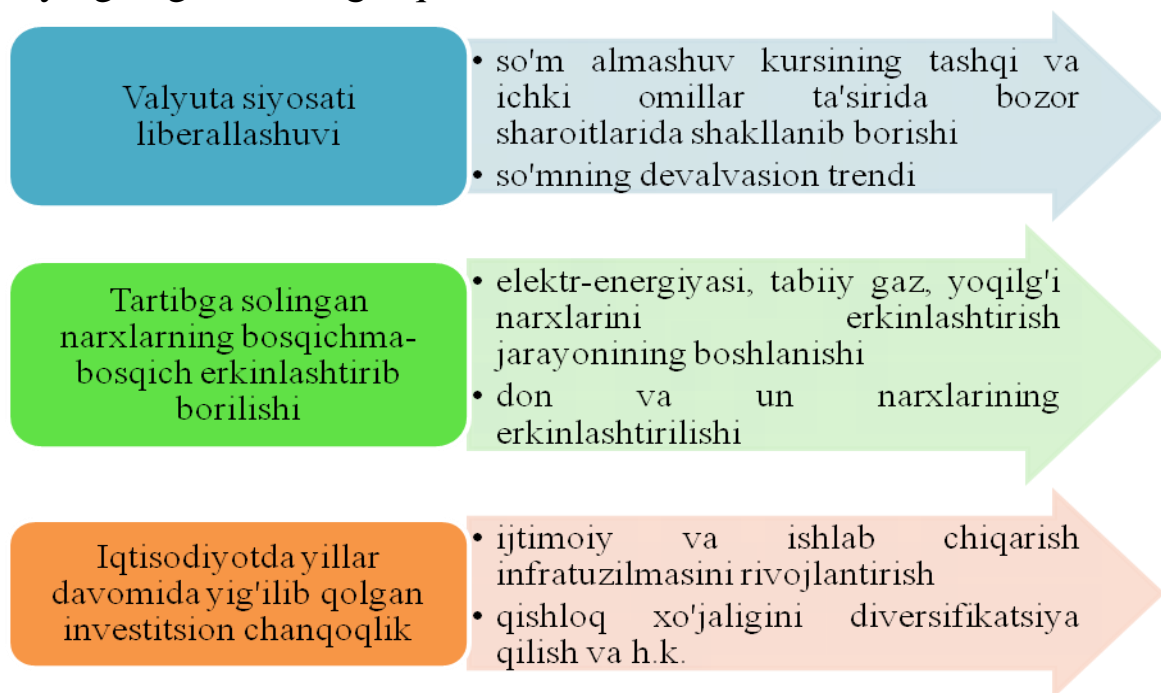 Valyuta siyosati
liberallashuvi
• so'm almashuv kursining tashqi va
ichki omillar ta'sirida bozor
sharoitlarida shakllanib borishi
• so'mning devalvasion trendi
Tartibga solingan
narxlarning bosqichma-
bosqich erkinlashtirib
borilishi
• elektr-energiyasi, tabiiy gaz, yoqilg'i
narxlarini erkinlashtirish
jarayonining boshlanishi
• don va un narxlarining
erkinlashtirilishi
Iqtisodiyotda yillar
davomida yig'ilib qolgan
investitsion chanqoqlik
• ijtimoiy va ishlab chiqarish
infratuzilmasini rivojlantirish
• qishloq xo'jaligini diversifikatsiya
qilish va h.k.